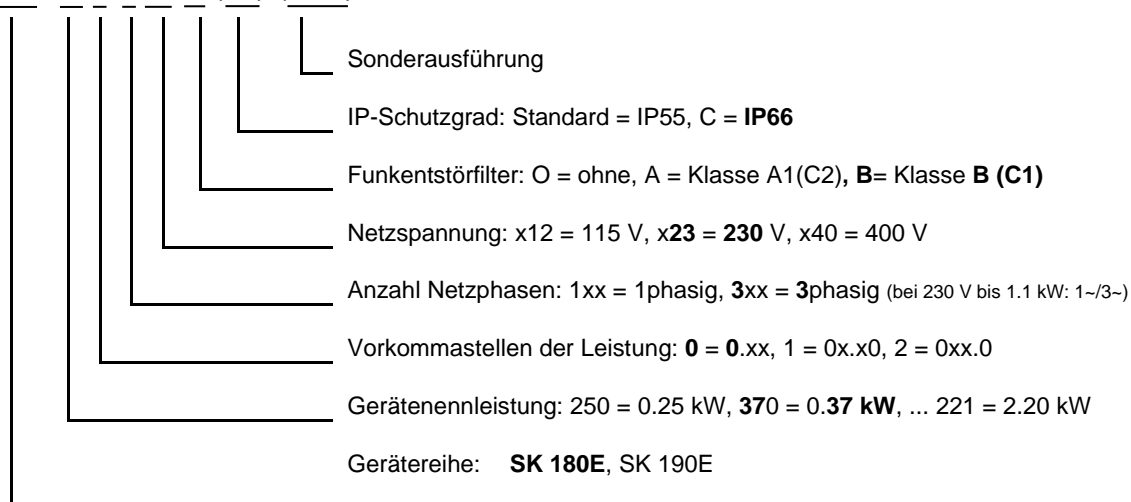 Sonderausführung
IP-Schutzgrad: Standard = IP55, C = IP66
Funkentstörfilter: O = ohne, A = Klasse A1(C2), B= Klasse B (C1)
Netzspannung: x12 = 115 V, x23 = 230 V, x40 = 400 V
Anzahl Netzphasen: 1xx = 1phasig, 3xx = 3phasig (bei 230 V bis 1.1 kW: 1~/3~)
Vorkommastellen der Leistung: 0 = 0.xx, 1 = 0x.x0, 2 = 0xx.0
Gerätenennleistung: 250 = 0.25 kW, 370 = 0.37 kW, ... 221 = 2.20 kW
Gerätereihe: SK 180E, SK 190E